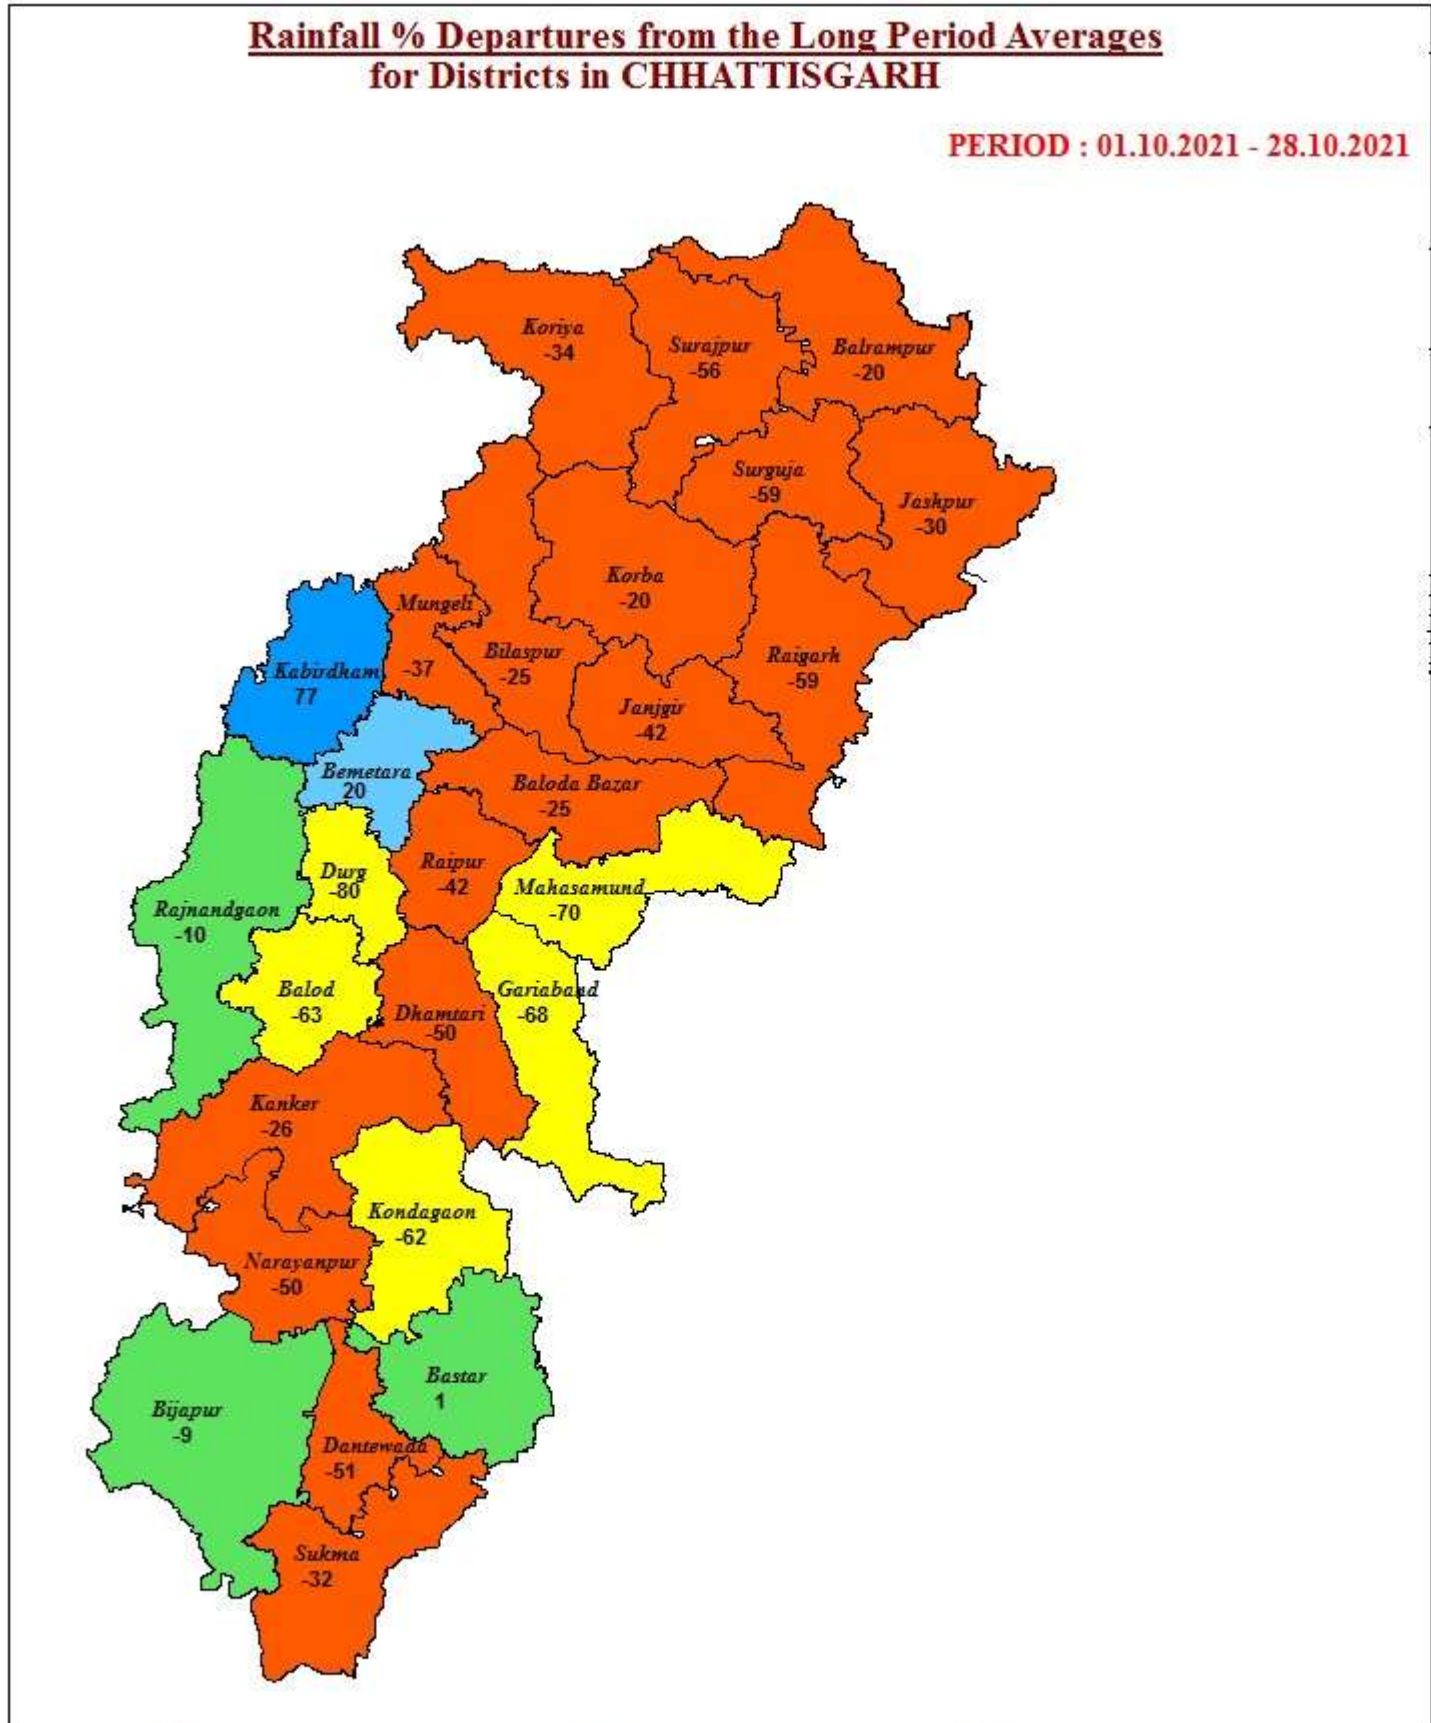 Rainfall % Departures from the Long Period Averages
for Districts in CHHATTISGARH
PERIOD : 01.10.2021 - 28.10.2021
Koriya
-34
Surajpur
-56
Balrampur
-20
Surguja
-59
Jashpur
-30
Korba
-20
Mungeli
-37
Bilaspur
-25
Raigarh
-59
Kabirdham
77
Janjgir
-42
Bemetara
20
Baloda Bazar
-25
Durg
-80
Raipur
-42
Mahasamund
-70
Rajnandgaon
-10
Balod
-63
Dhamtari
-50
Gariaband
-68
Kanker
-26
Kondagaon
-62
Narayanpur
-50
Bastar
1
Bijapur
-9
Dantewada
-51
Sukma
-32